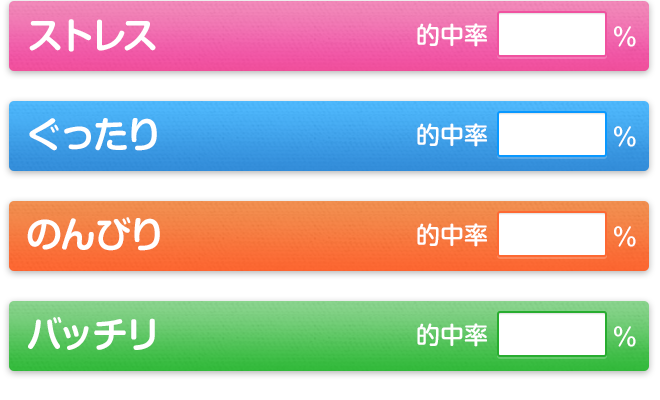 ストレス 的中率 %
ぐったり 的中率 %
のんびり 的中率 %
バッチリ 的中率 %